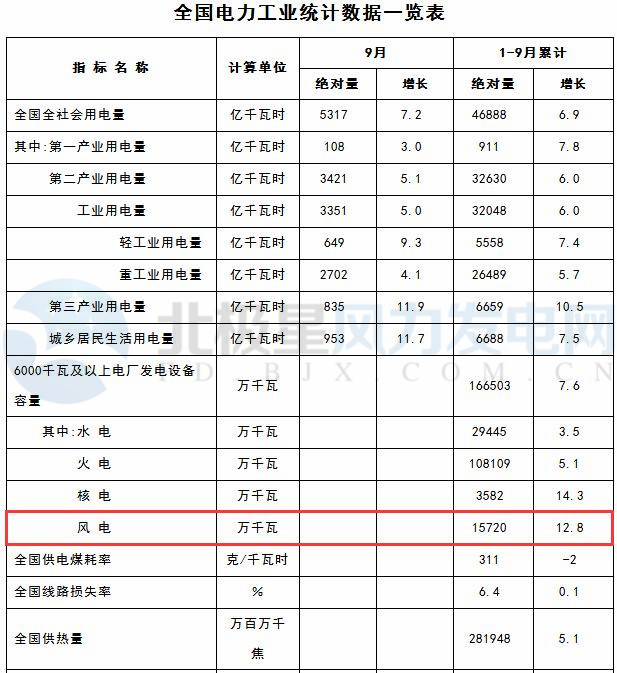 全国电力工业统计数据一览表
指 标 名 称 计算单位 9月 1-9月累计
绝对量 增长 绝对量 增长
全国全社会用电量 亿千瓦时 5317 7.2 46888 6.9
其中:第一产业用电量 亿千瓦时 108 3.0 911 7.8
第二产业用电量 亿千瓦时 3421 5.1 32630 6.0
工业用电量 亿千瓦时 3351 5.0 32048 6.0
轻工业用电量 亿千瓦时 649 9.3 5558 7.4
重工业用电量 亿千瓦时 2702 4.1 26489 5.7
第三产业用电量 亿千瓦时 835 11.9 6659 10.5
城乡居民生活用电量 亿千瓦时 953 11.7 6688 7.5
北极星风力发电网
FD.BJX.COM.CN
6000千瓦及以上电厂发电设备
容量 万千瓦 166503 7.6
其中:水 电 万千瓦 29445 3.5
火 电 万千瓦 108109 5.1
核 电 万千瓦 3582 14.3
风 电 万千瓦 15720 12.8
全国供电煤耗率 克/千瓦时 311 -2
全国线路损失率 % 6.4 0.1
全国供热量 万百万千
焦 281948 5.1